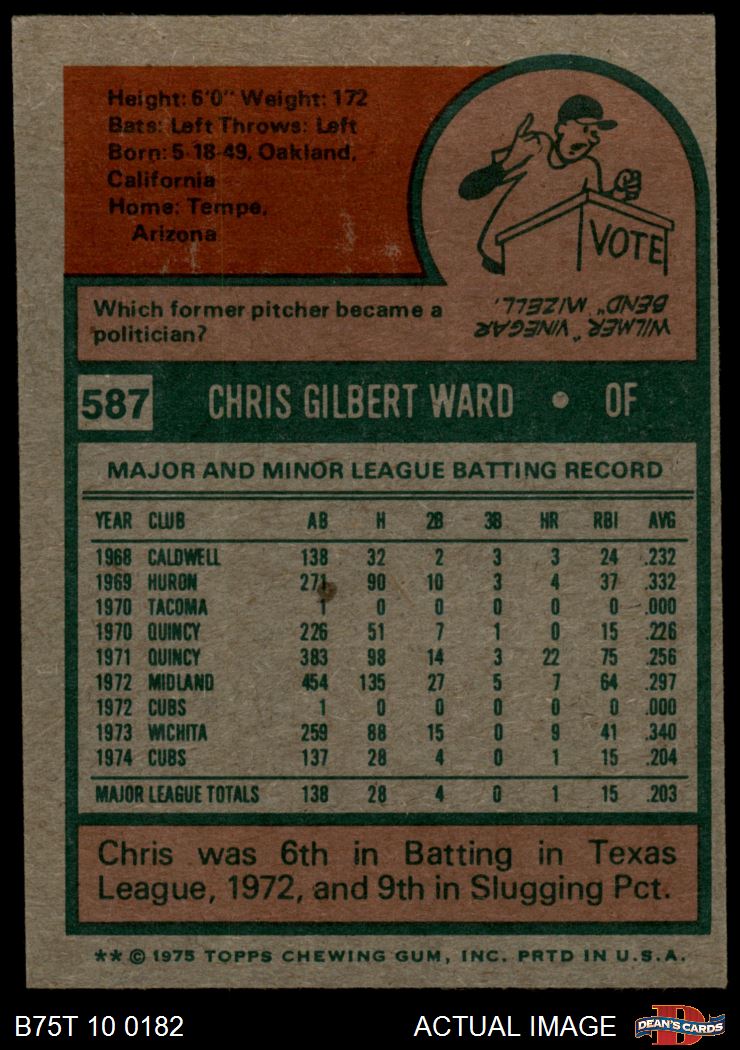 Height: 6'0" Weight: 172
Bats: Left Throws: Left
Born: 5-18-49, Oakland,
California
Home: Tempe,
Arizona
VOTE
Which former pitcher became a
politician?
WILMER "VINEGAR
BEND" MIZELL.
587 CHRIS GILBERT WARD • OF
MAJOR AND MINOR LEAGUE BATTING RECORD
YEAR CLUB AB H 2B 3B HR RBI AVG
1968 CALDWELL 138 32 2 3 3 24 .232
1969 HURON 271 90 10 3 4 37 .332
1970 TACOMA 1 0 0 0 0 0 .000
1970 QUINCY 226 51 7 1 0 15 .226
1971 QUINCY 383 98 14 3 22 75 .256
1972 MIDLAND 454 135 27 5 7 64 .297
1972 CUBS 1 0 0 0 0 0 .000
1973 WICHITA 259 88 15 0 9 41 .340
1974 CUBS 137 28 4 0 1 15 .204
MAJOR LEAGUE TOTALS 138 28 4 0 1 15 .203
Chris was 6th in Batting in Texas
League, 1972, and 9th in Slugging Pct.
** © 1975 TOPPS CHEWING GUM, INC. PRTD IN U.S.A.
B75T 10 0182 ACTUAL IMAGE D DEAN'S CARDS